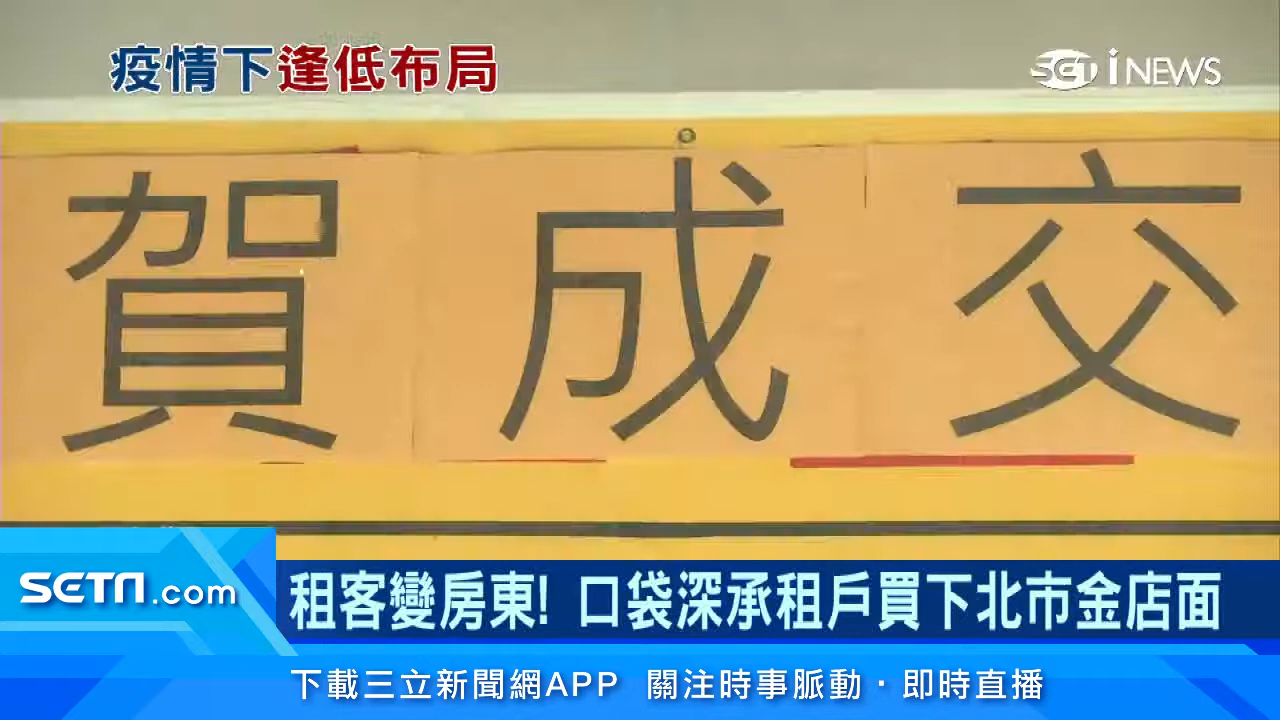 疫情下逢低布局
SET iNEWS
賀成交
SETN.com
租客變房東! 口袋深承租戶買下北市金店面
下載三立新聞網APP 關注時事脈動·即時直播